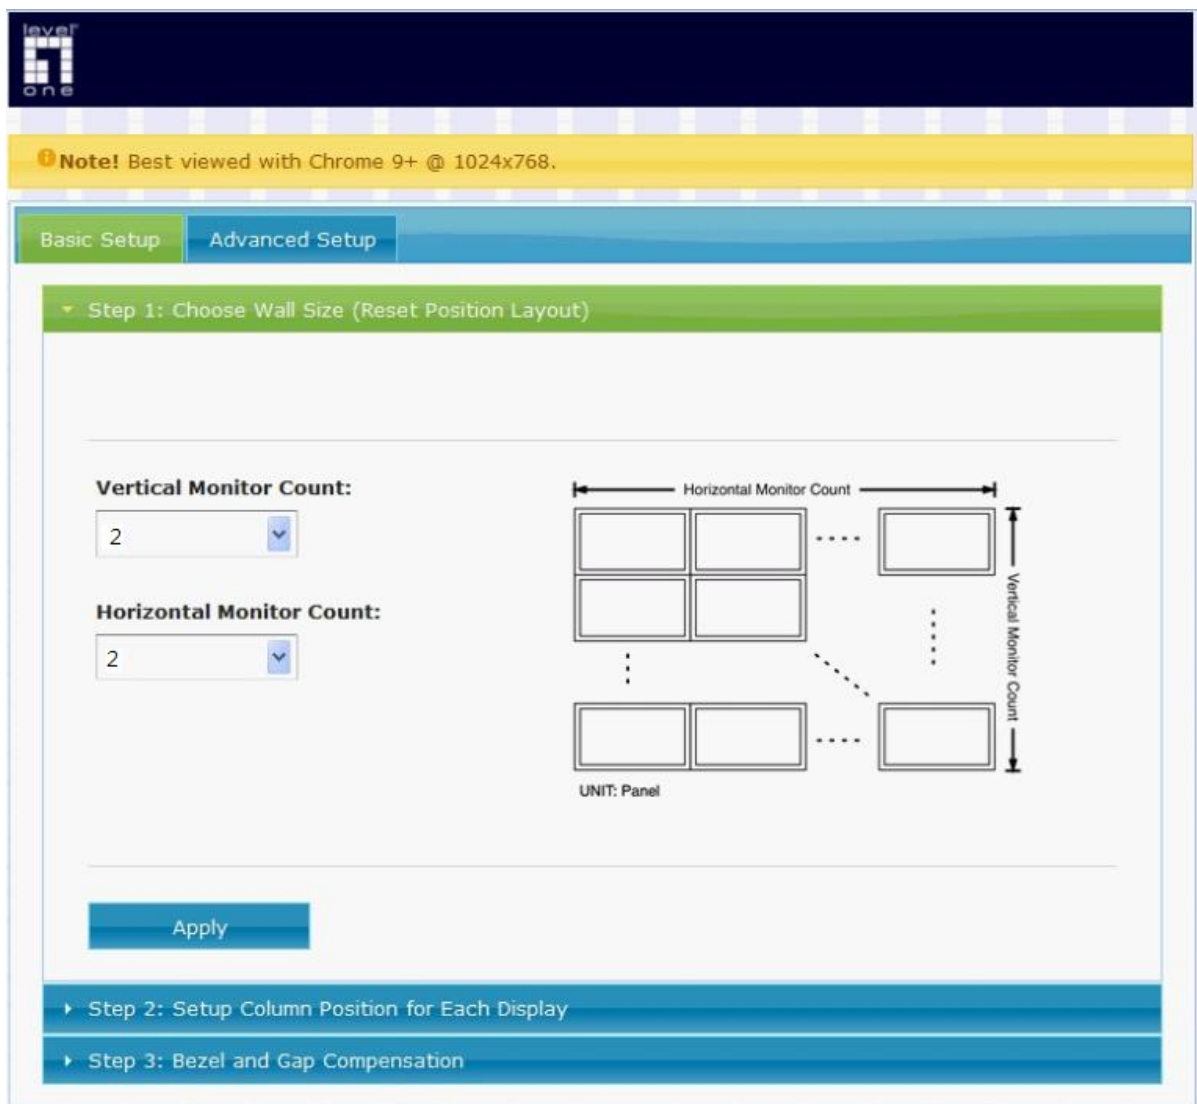 level
one
Note! Best viewed with Chrome 9+ @ 1024x768.
Basic Setup
Advanced Setup
Step 1: Choose Wall Size (Reset Position Layout)
Vertical Monitor Count:
2
Horizontal Monitor Count:
2
Horizontal Monitor Count
Vertical Monitor Count
UNIT: Panel
Apply
Step 2: Setup Column Position for Each Display
Step 3: Bezel and Gap Compensation